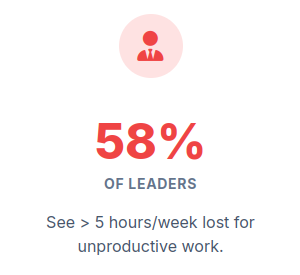 58%
OF LEADERS
See > 5 hours/week lost for
unproductive work.